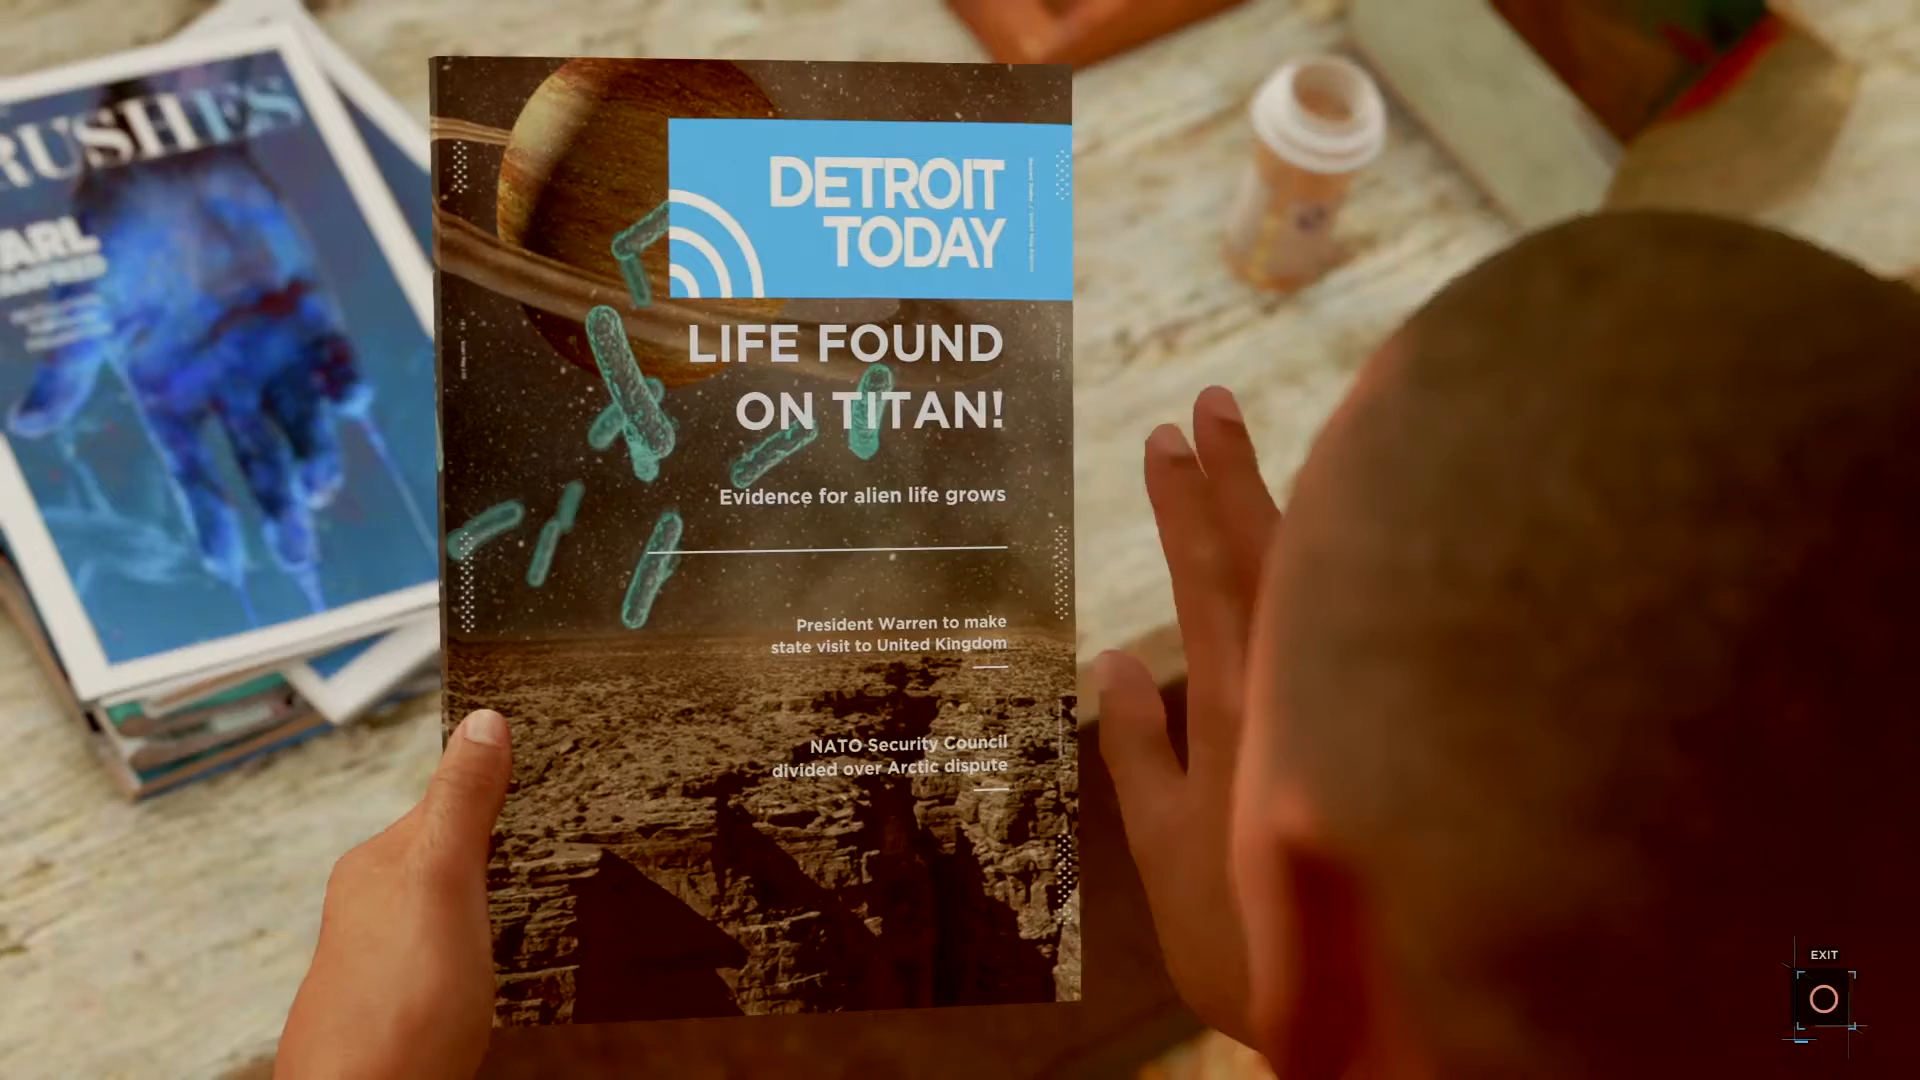 RUSHES
ARL
DETROIT
TODAY
LIFE FOUND
ON TITAN!
Evidence for alien life grows
President Warren to make
state visit to United Kingdom
NATO Security Council
divided over Arctic dispute
EXIT